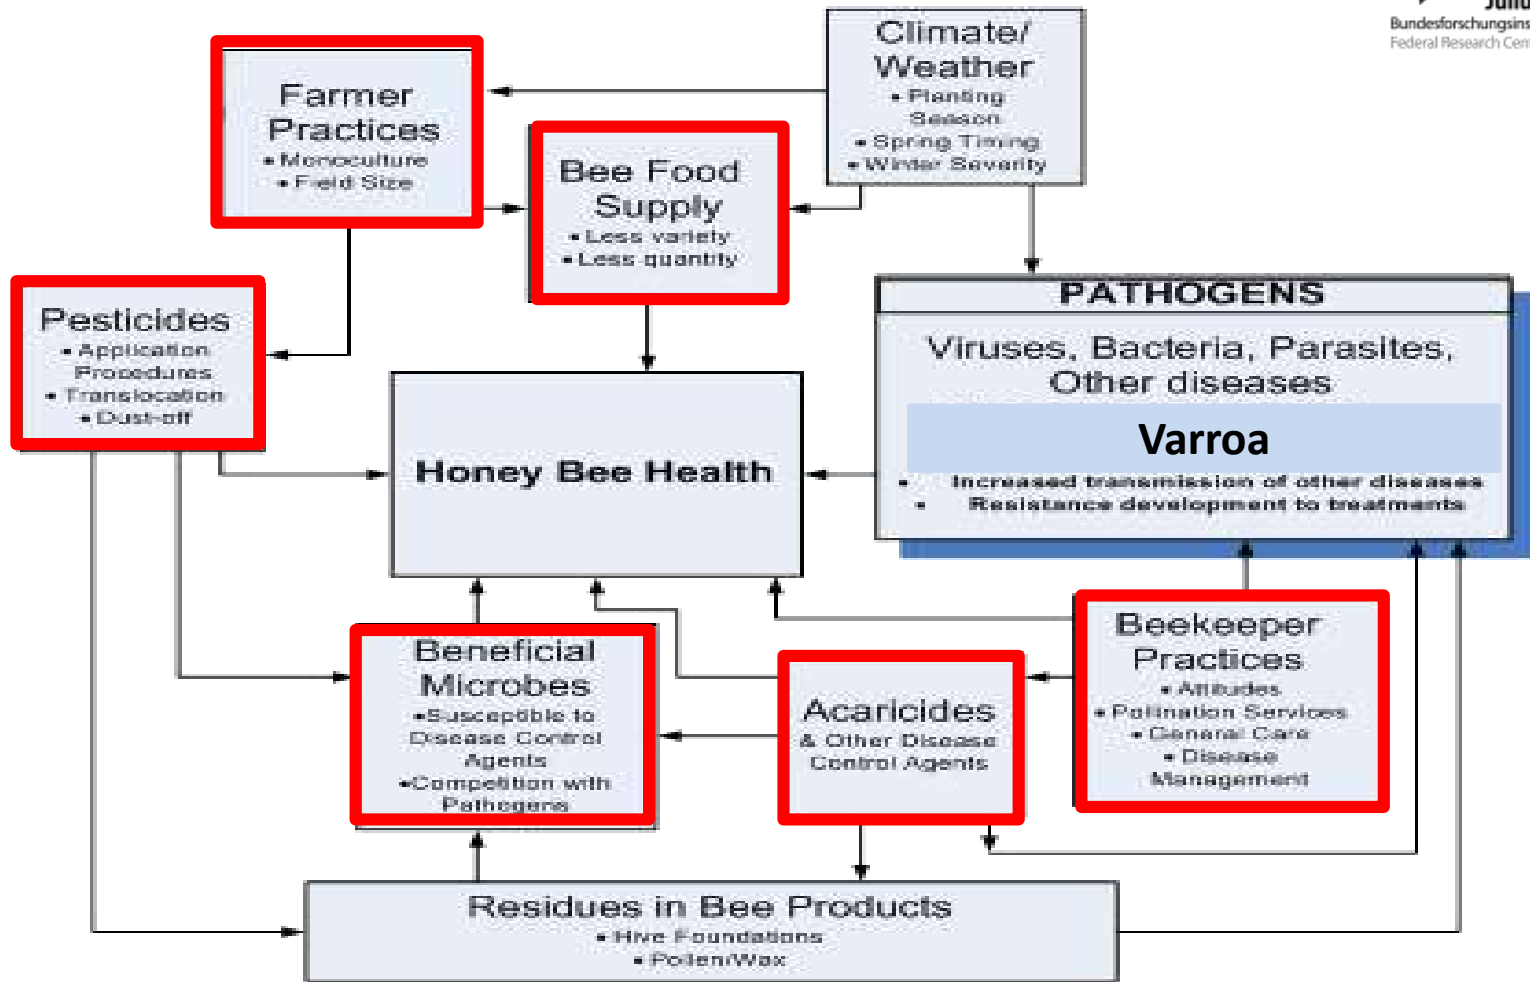 Bundesforschungsins
Federal Research Cent
Climate/
Weather
• Planting
Season
• Spring Timing
• Winter Severity
Farmer
Practices
• Monoculture
• Field Size
Bee Food
Supply
• Less variety
• Less quantity
Pesticides
• Application
Procedures
• Translocation
• Dust-off
PATHOGENS
Viruses, Bacteria, Parasites,
Other diseases
Varroa
• Increased transmission of other diseases
• Resistance development to treatments
Honey Bee Health
Beneficial
Microbes
•Susceptible to
Disease Control
Agents
•Competition with
Pathogens
Acaricides
& Other Disease
Control Agents
Beekeeper
Practices
• Attitudes
• Pollination Services
• General Care
• Disease
Management
Residues in Bee Products
• Hive Foundations
• Pollen/Wax